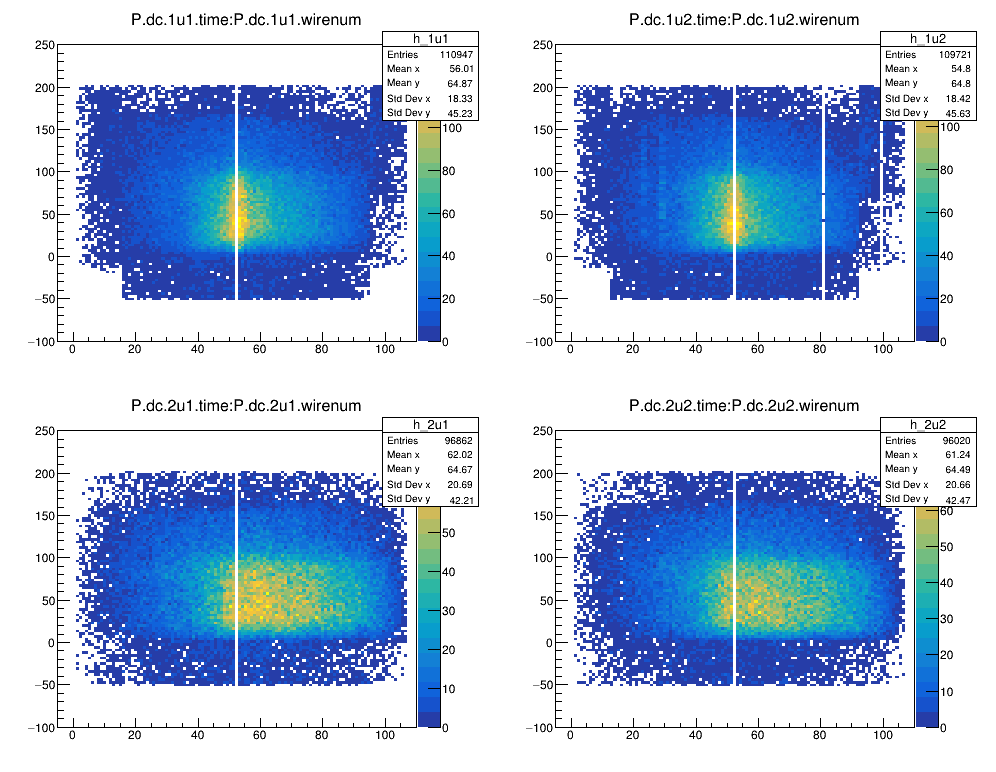 P.dc.1u1.time:P.dc.1u1.wirenum
h_1u1
Entries 110947
Mean x 56.01
Mean y 64.87
Std Dev x 18.33
Std Dev y 45.23
250
200
150
100
50
0
−50
−100
0 20 40 60 80 100
100
80
60
40
20
0
P.dc.1u2.time:P.dc.1u2.wirenum
h_1u2
Entries 109721
Mean x 54.8
Mean y 64.8
Std Dev x 18.42
Std Dev y 45.63
250
200
150
100
50
0
−50
−100
0 20 40 60 80 100
100
80
60
40
20
0
P.dc.2u1.time:P.dc.2u1.wirenum
h_2u1
Entries 96862
Mean x 62.02
Mean y 64.67
Std Dev x 20.69
Std Dev y 42.21
250
200
150
100
50
0
−50
−100
0 20 40 60 80 100
50
40
30
20
10
0
P.dc.2u2.time:P.dc.2u2.wirenum
h_2u2
Entries 96020
Mean x 61.24
Mean y 64.49
Std Dev x 20.66
Std Dev y 42.47
250
200
150
100
50
0
−50
−100
0 20 40 60 80 100
60
50
40
30
20
10
0